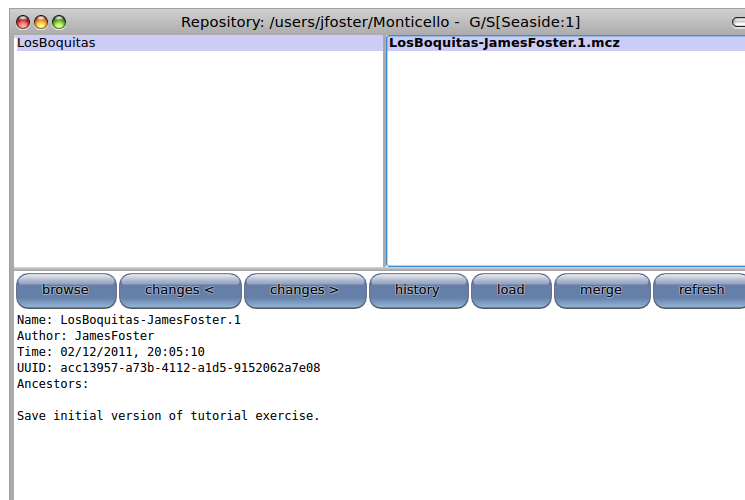 Repository: /users/jfoster/Monticello -  G/S[Seaside:1]
LosBoquitas
LosBoquitas-JamesFoster.1.mcz
browse
changes <
changes >
history
load
merge
refresh
Name: LosBoquitas-JamesFoster.1
Author: JamesFoster
Time: 02/12/2011, 20:05:10
UUID: acc13957-a73b-4112-a1d5-9152062a7e08
Ancestors:
Save initial version of tutorial exercise.